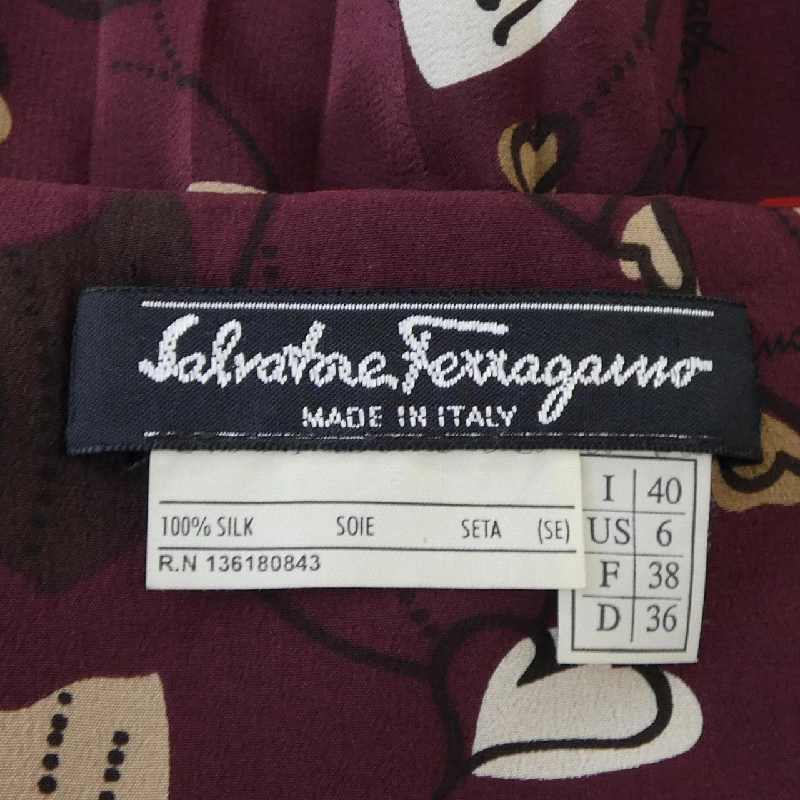 Salvatore Ferragamo
MADE IN ITALY
100% SILK SOIE SETA (SE)
R.N 136180843
I 40
US 6
F 38
D 36